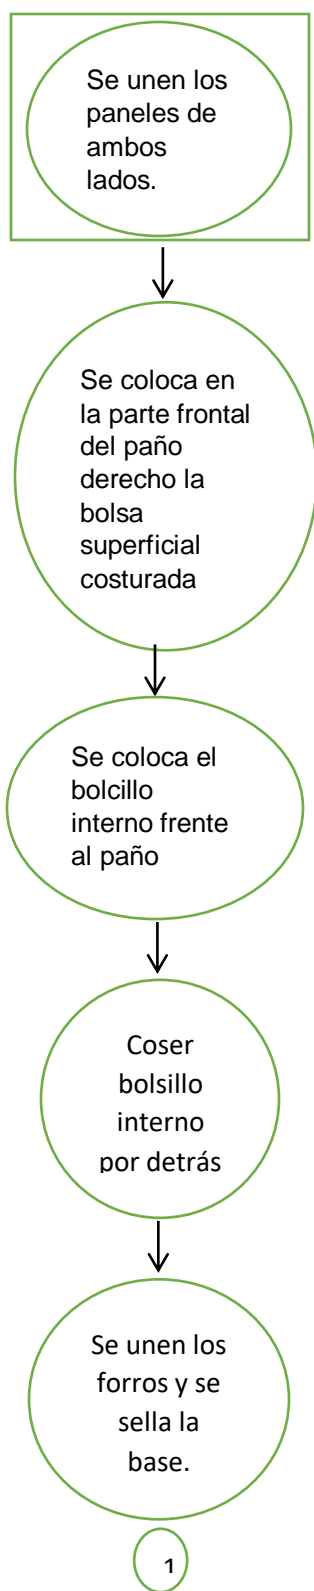 Se unen los
paneles de
ambos
lados.
Se coloca en
la parte frontal
del paño
derecho la
bolsa
superficial
costurada
Se coloca el
bolcillo
interno frente
al paño
Coser
bolsillo
interno
por detrás
Se unen los
forros y se
sella la
base.
1